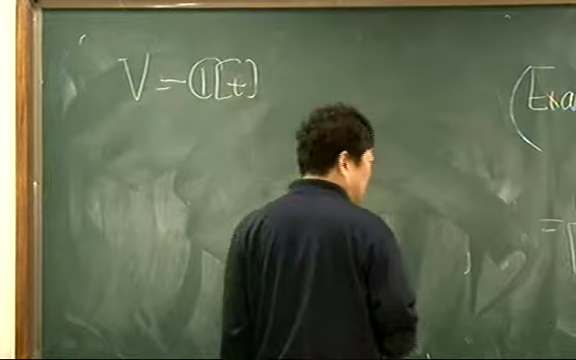 V = ℂ[t]
(Exa
=